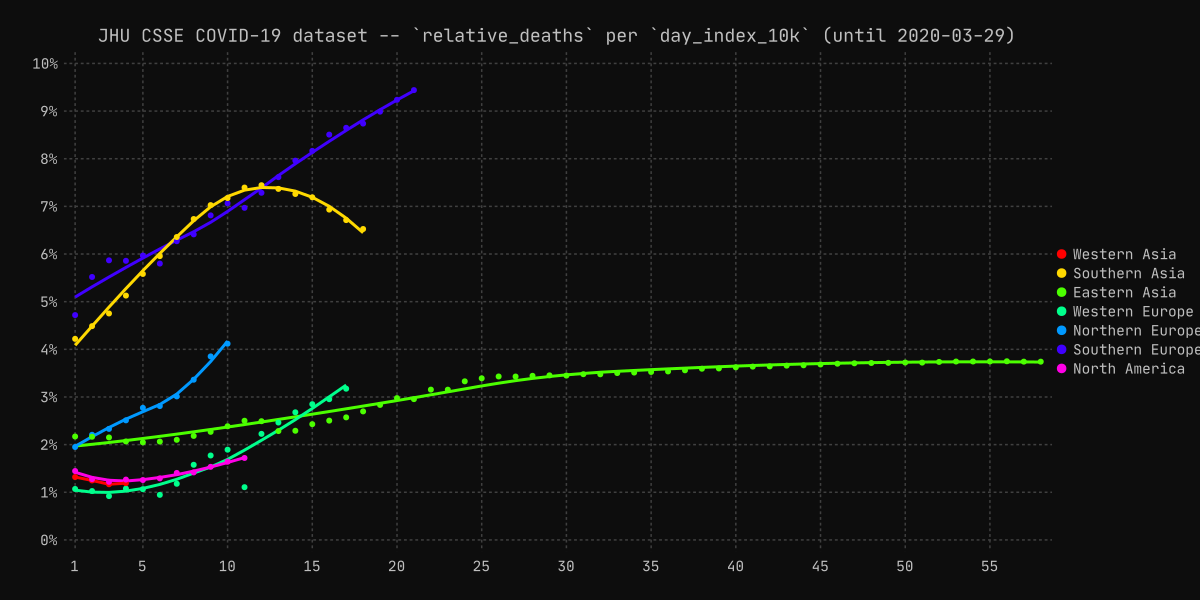 JHU CSSE COVID-19 dataset -- `relative_deaths` per `day_index_10k` (until 2020-03-29)
10%
9%
8%
7%
6%
5%
4%
3%
2%
1%
0%
1 5 10 15 20 25 30 35 40 45 50 55
Western Asia
Southern Asia
Eastern Asia
Western Europe
Northern Europe
Southern Europe
North America